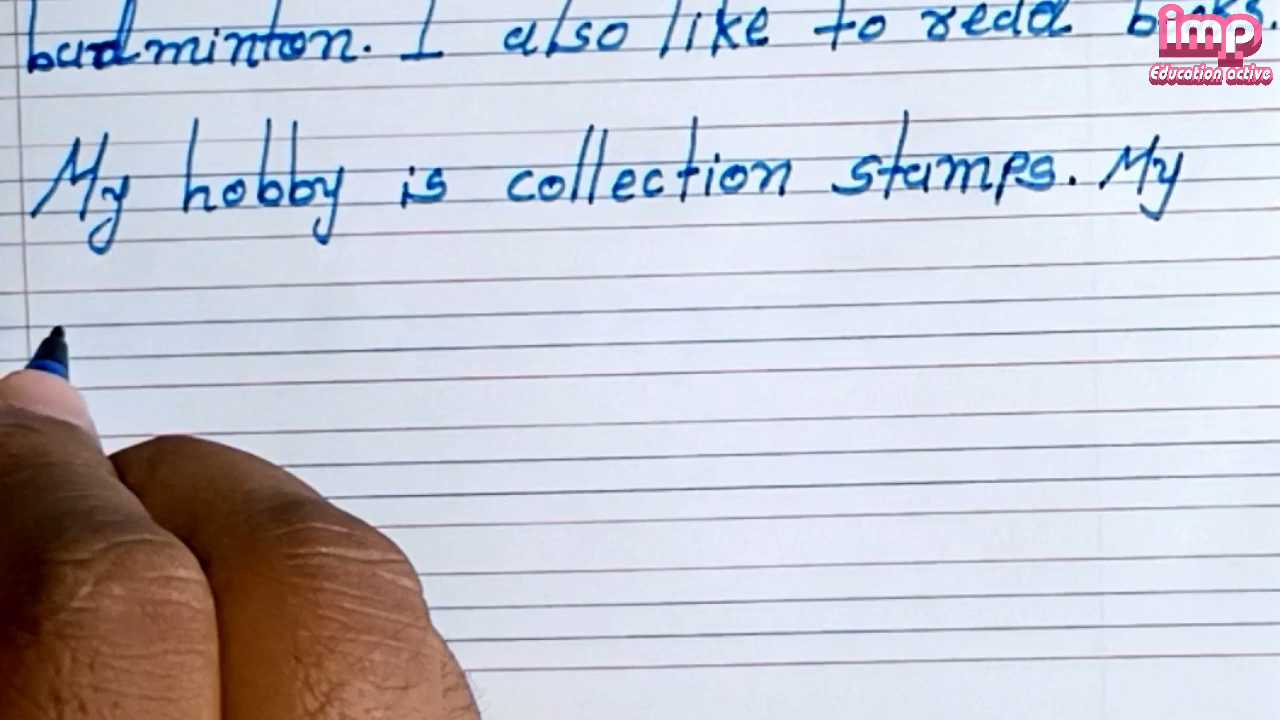 badminton. I also like to read books.
My hobby is collection stamps. My
imp
Education active